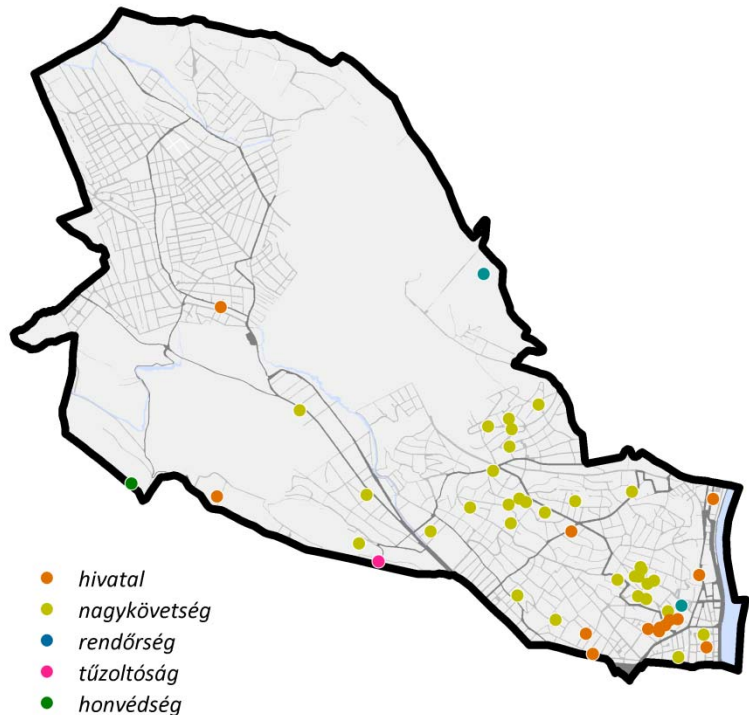 hivatal
nagykövetség
rendőrség
tűzoltóság
honvédség